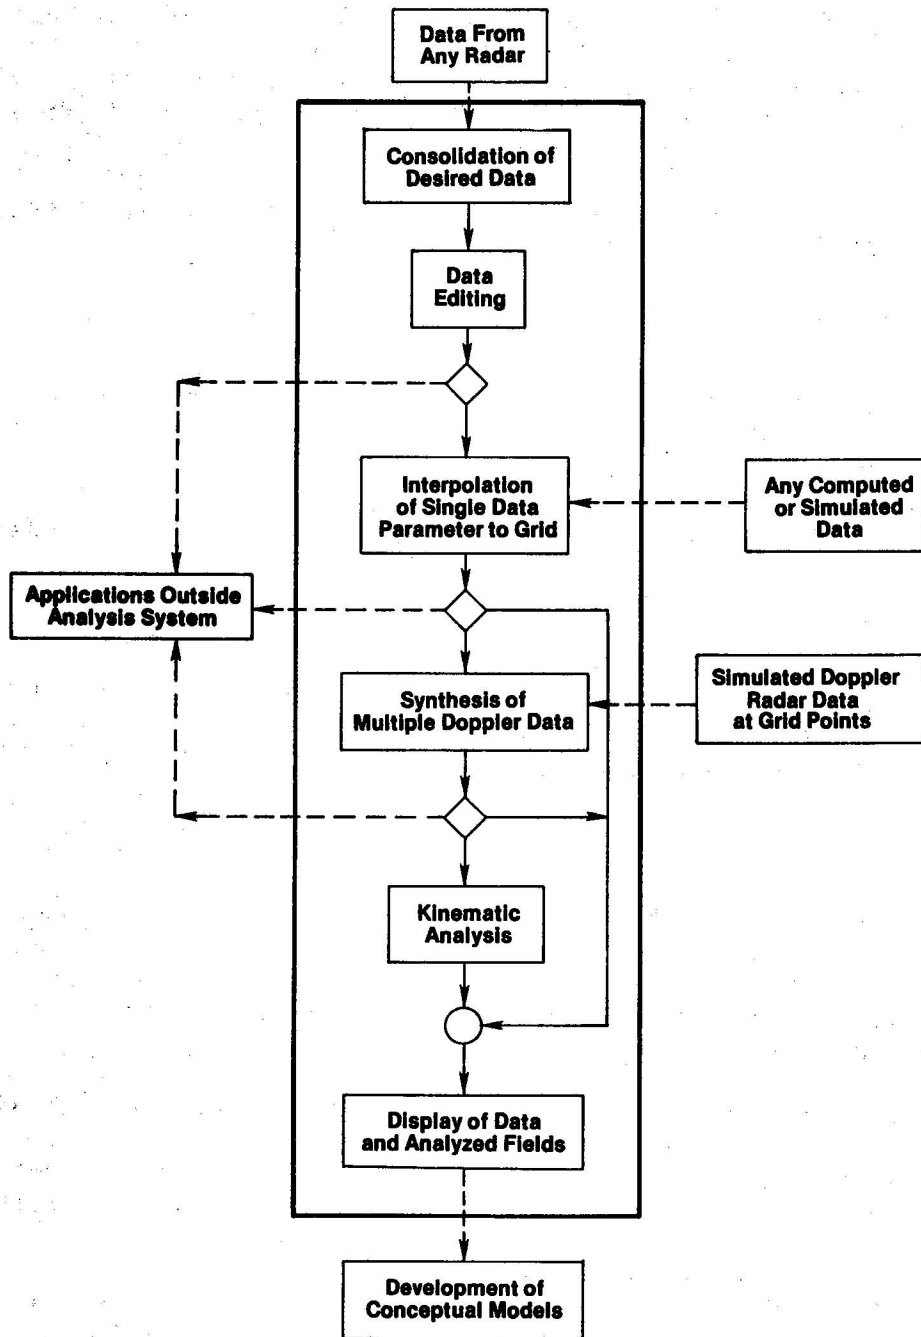 Data From
Any Radar
Consolidation of
Desired Data
Data
Editing
Interpolation
of Single Data
Parameter to Grid
Any Computed
or Simulated
Data
Applications Outside
Analysis System
Synthesis of
Multiple Doppler Data
Simulated Doppler
Radar Data
at Grid Points
Kinematic
Analysis
Display of Data
and Analyzed Fields
Development of
Conceptual Models